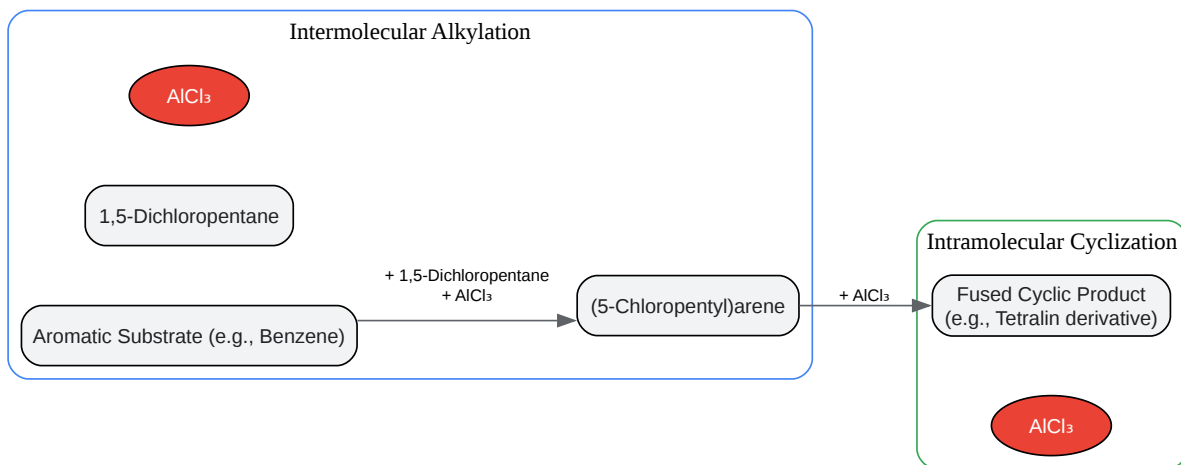 Intermolecular Alkylation
AlCl₃
1,5-Dichloropentane
Aromatic Substrate (e.g., Benzene)
+ 1,5-Dichloropentane
+ AlCl₃
(5-Chloropentyl)arene
+ AlCl₃
Intramolecular Cyclization
Fused Cyclic Product
(e.g., Tetralin derivative)
AlCl₃